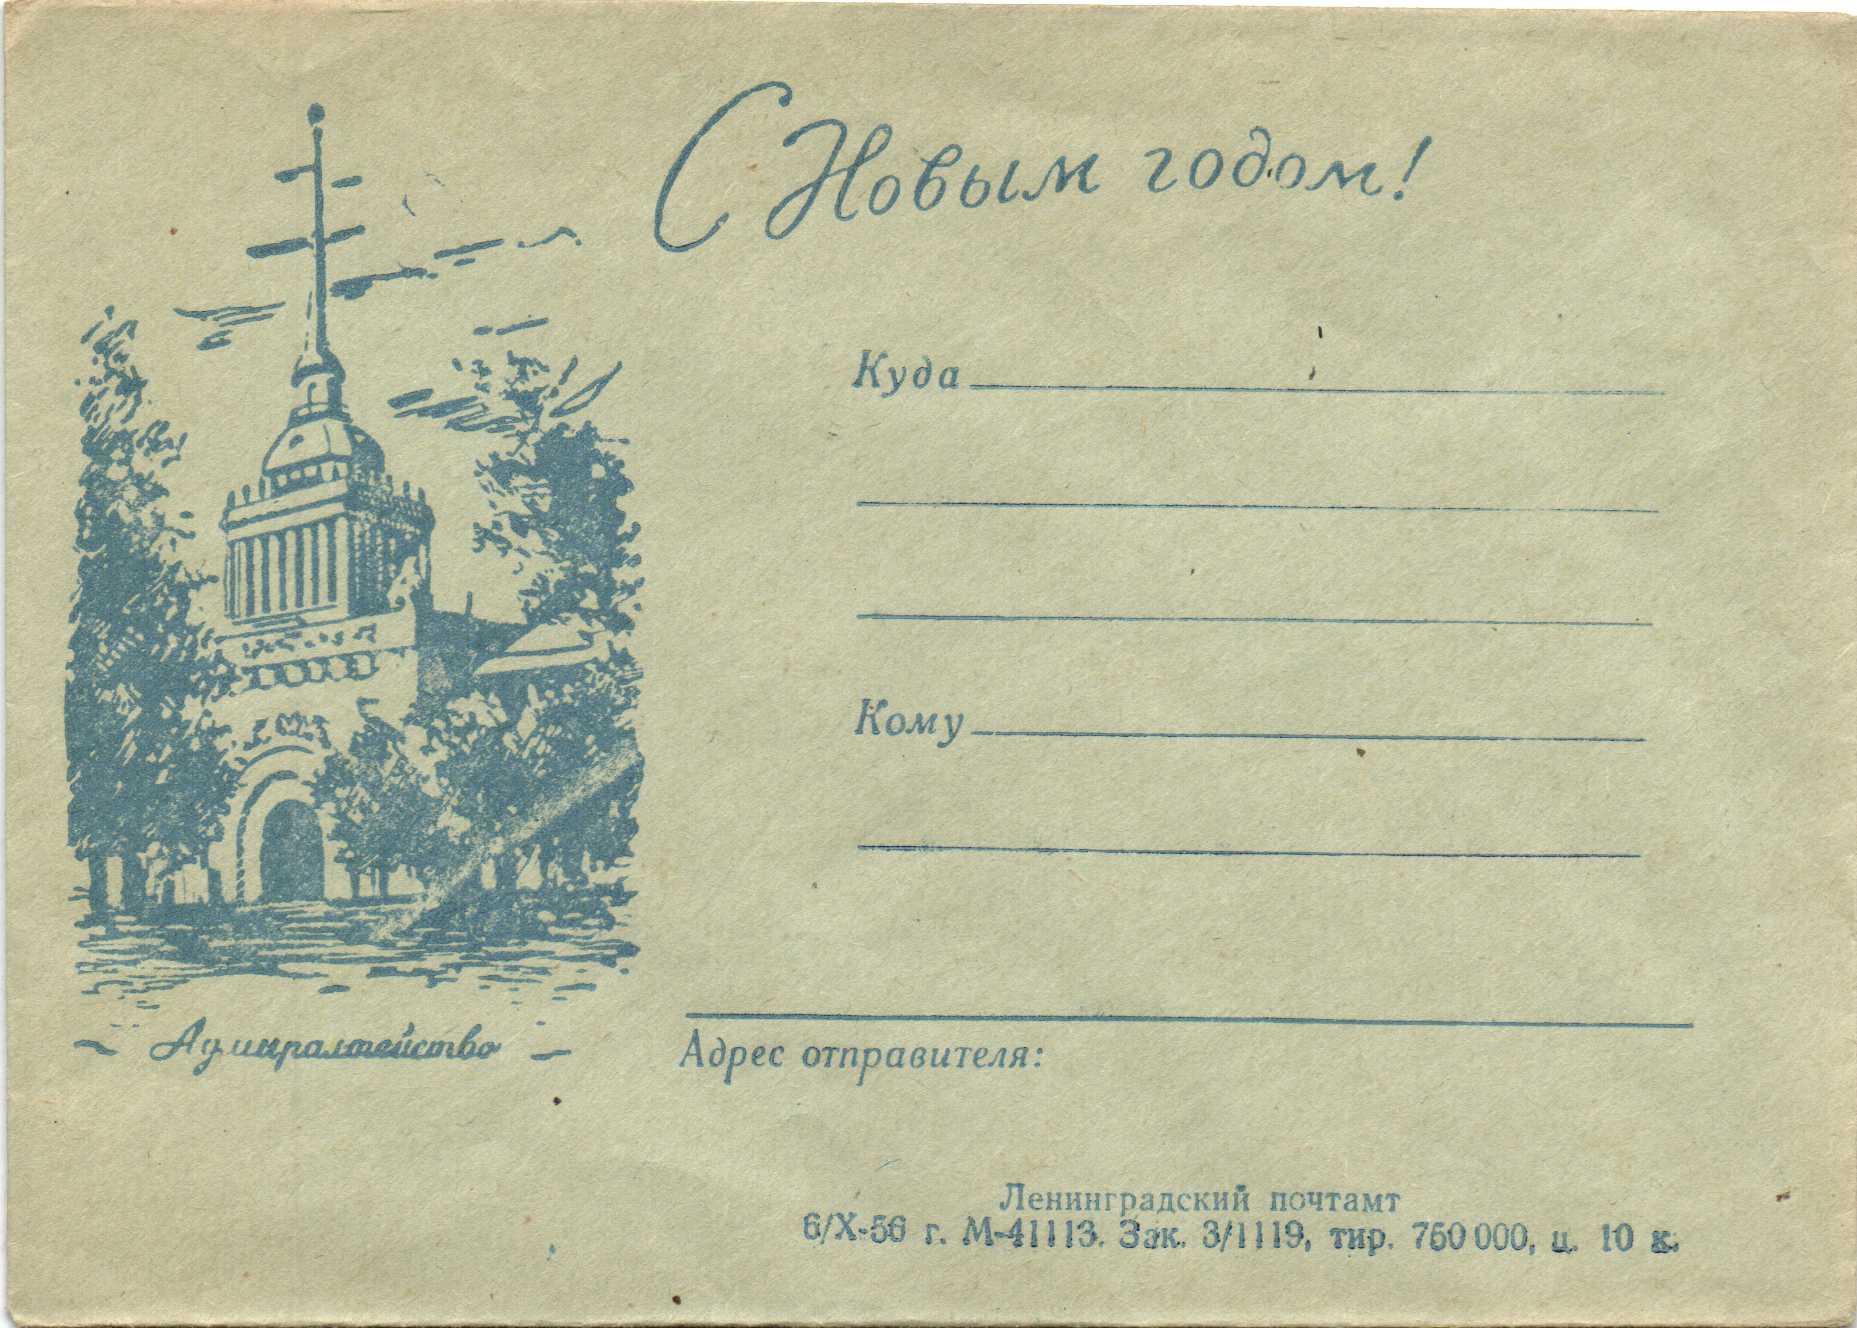 С Новым годом!
Куда
Кому
Адмиралтейство
Адрес отправителя:
Ленинградский почтамт
6/X-56 г. М-41113. Зак. 3/1119, тир. 750 000, ц. 10 к.